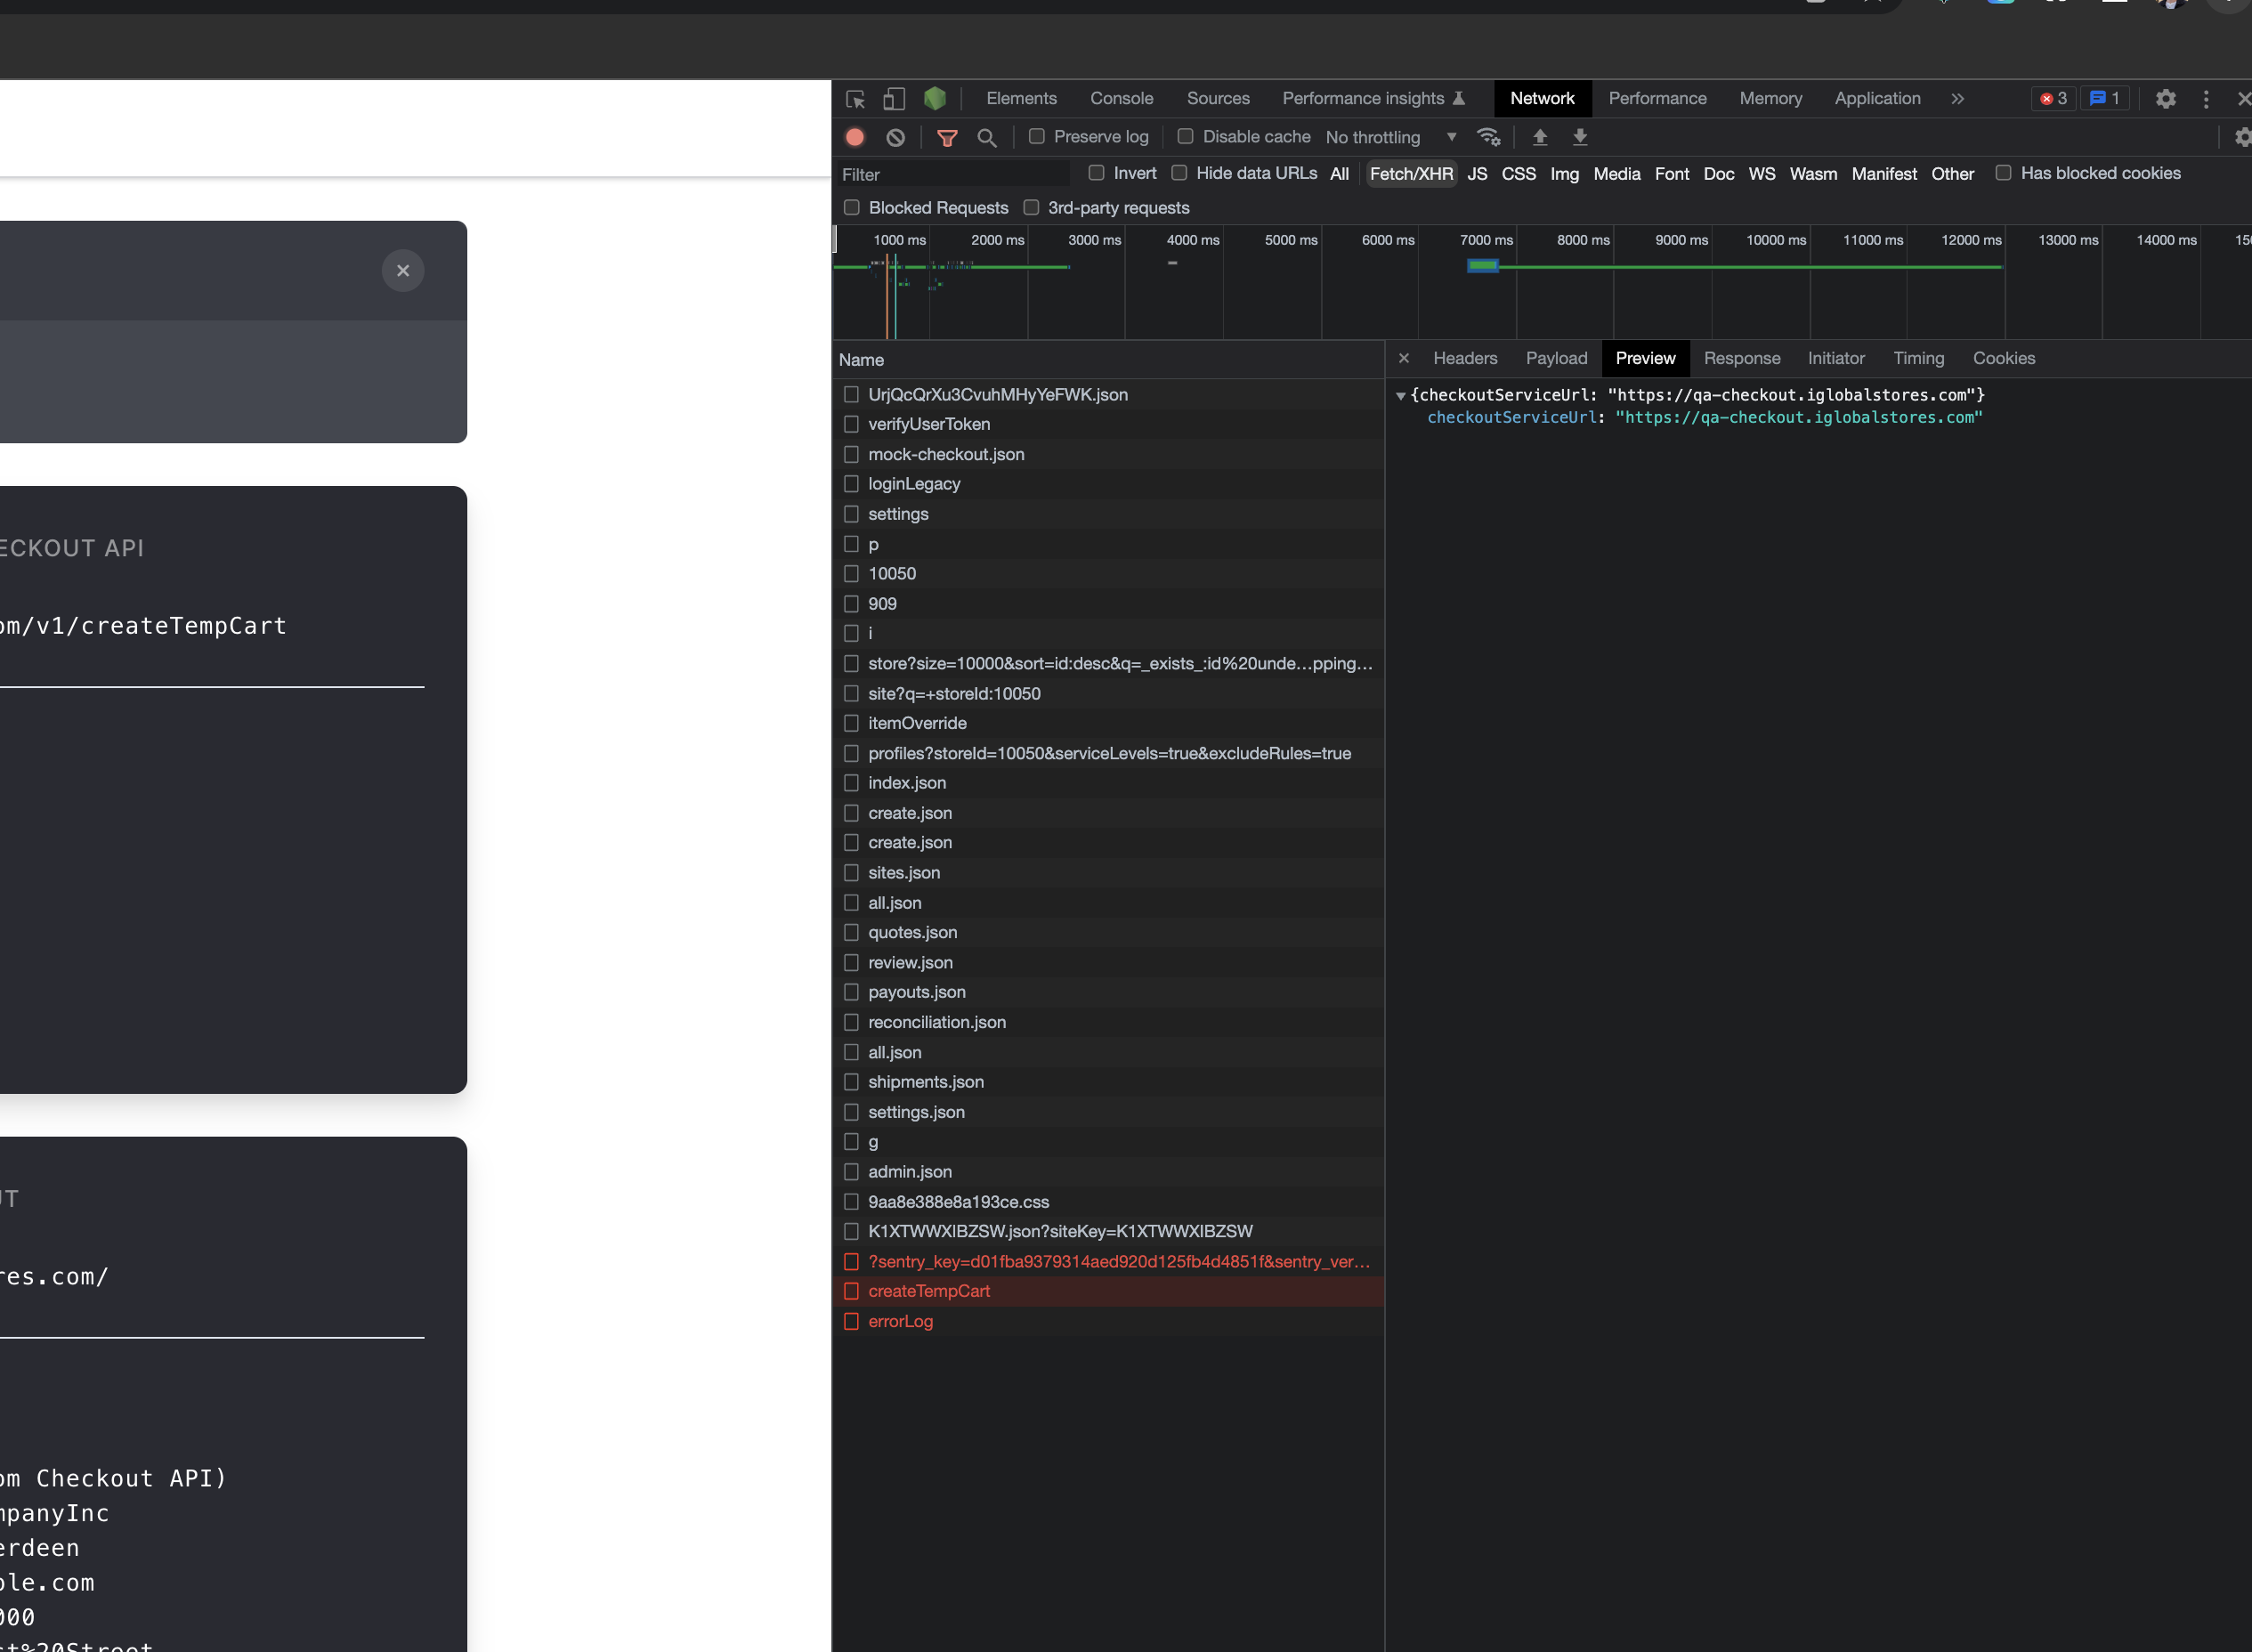 Elements Console Sources Performance insights Network Performance Memory Application 3 1
Preserve log Disable cache No throttling
Filter Invert Hide data URLs All Fetch/XHR JS CSS Img Media Font Doc WS Wasm Manifest Other Has blocked cookies
Blocked Requests 3rd-party requests
1000 ms 2000 ms 3000 ms 4000 ms 5000 ms 6000 ms 7000 ms 8000 ms 9000 ms 10000 ms 11000 ms 12000 ms 13000 ms 14000 ms 15
Name
UrjQcQrXu3CvuhMHyYeFWK.json
verifyUserToken
mock-checkout.json
loginLegacy
settings
p
10050
909
i
store?size=10000&sort=id:desc&q=_exists_:id%20unde…pping…
site?q=+storeId:10050
itemOverride
profiles?storeId=10050&serviceLevels=true&excludeRules=true
index.json
create.json
create.json
sites.json
all.json
quotes.json
review.json
payouts.json
reconciliation.json
all.json
shipments.json
settings.json
g
admin.json
9aa8e388e8a193ce.css
K1XTWWXIBZSW.json?siteKey=K1XTWWXIBZSW
?sentry_key=d01fba9379314aed920d125fb4d4851f&sentry_ver…
createTempCart
errorLog
Headers Payload Preview Response Initiator Timing Cookies
{checkoutServiceUrl: "https://qa-checkout.iglobalstores.com"}
checkoutServiceUrl: "https://qa-checkout.iglobalstores.com"
ECKOUT API
om/v1/createTempCart
UT
res.com/
om Checkout API)
mpanyInc
erdeen
ple.com
000
st%20Street